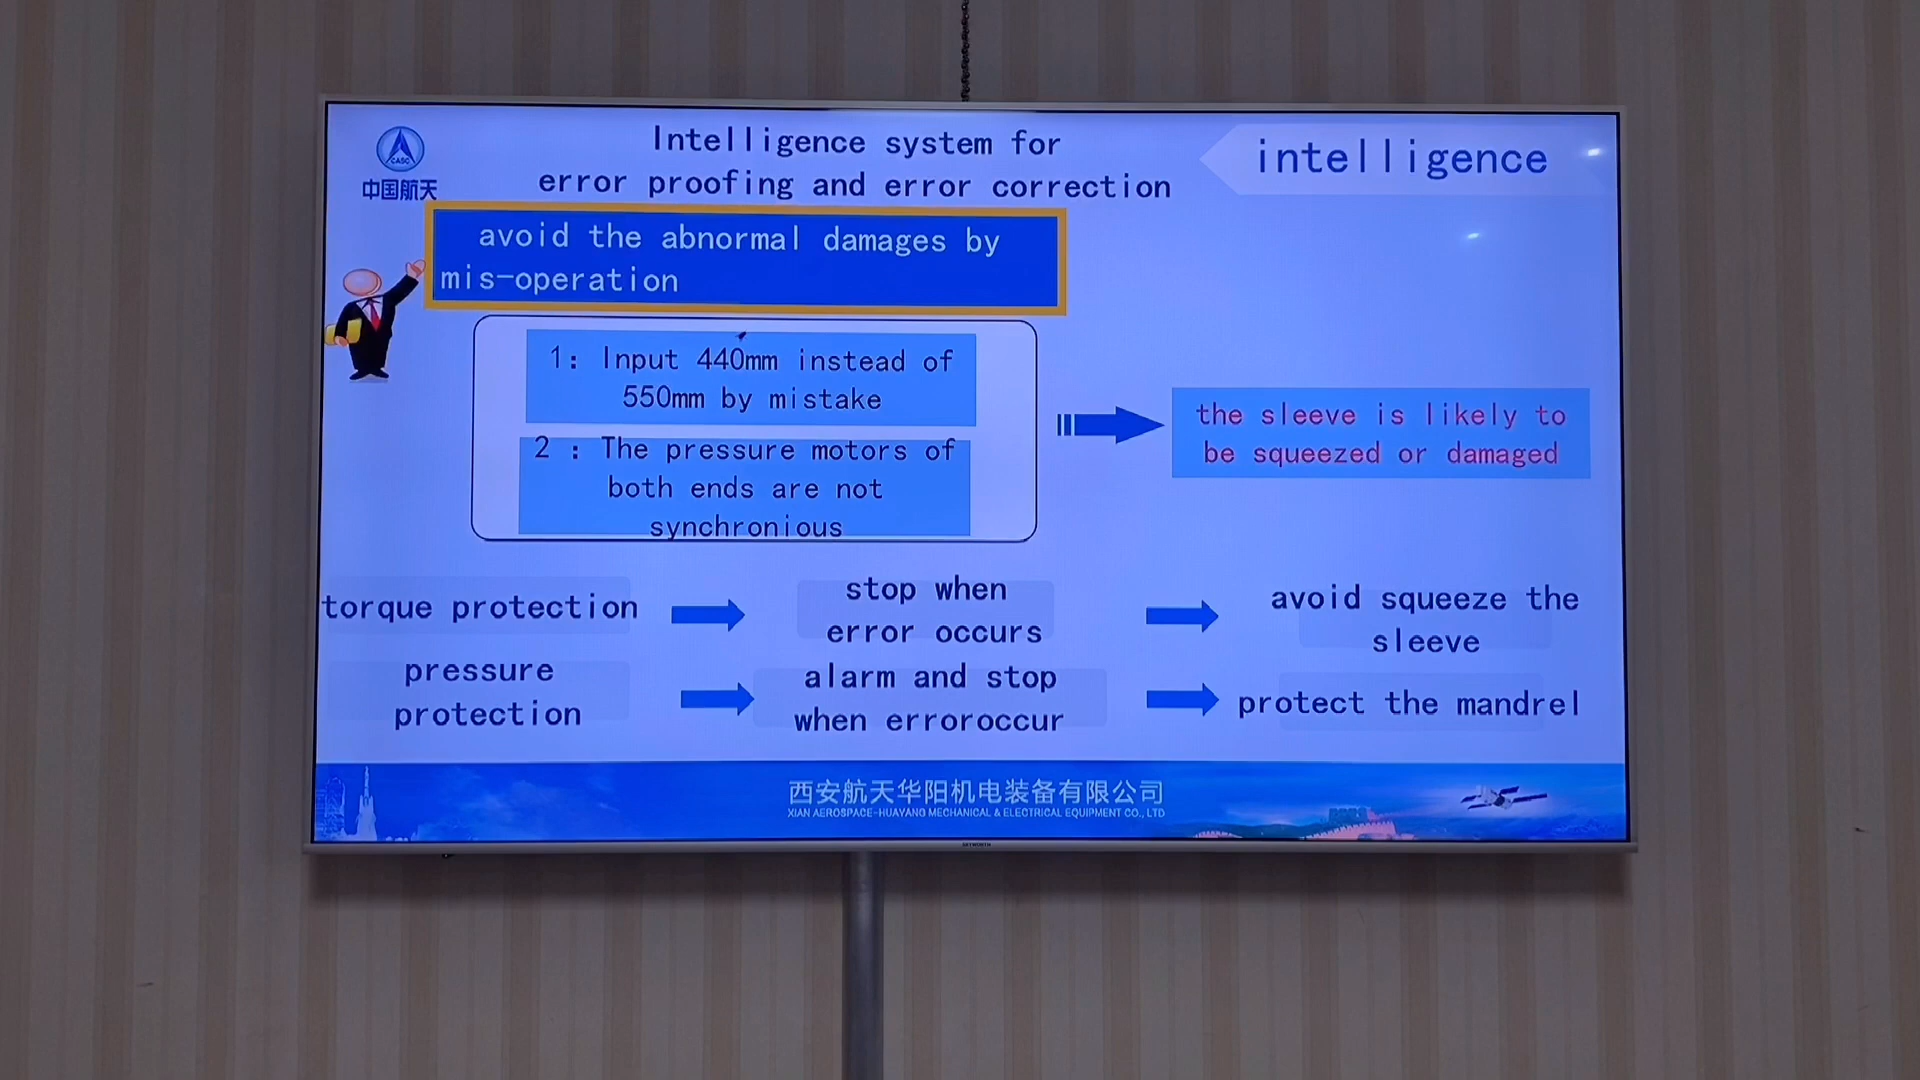 CASC
中国航天
Intelligence system for
error proofing and error correction
intelligence
avoid the abnormal damages by
mis-operation
1: Input 440mm instead of
550mm by mistake
2 : The pressure motors of
both ends are not
synchronious
the sleeve is likely to
be squeezed or damaged
torque protection
stop when
error occurs
avoid squeeze the
sleeve
pressure
protection
alarm and stop
when erroroccur
protect the mandrel
西安航天华阳机电装备有限公司
XIAN AEROSPACE-HUAYANG MECHANICAL & ELECTRICAL EQUIPMENT CO., LTD
SKYWORTH